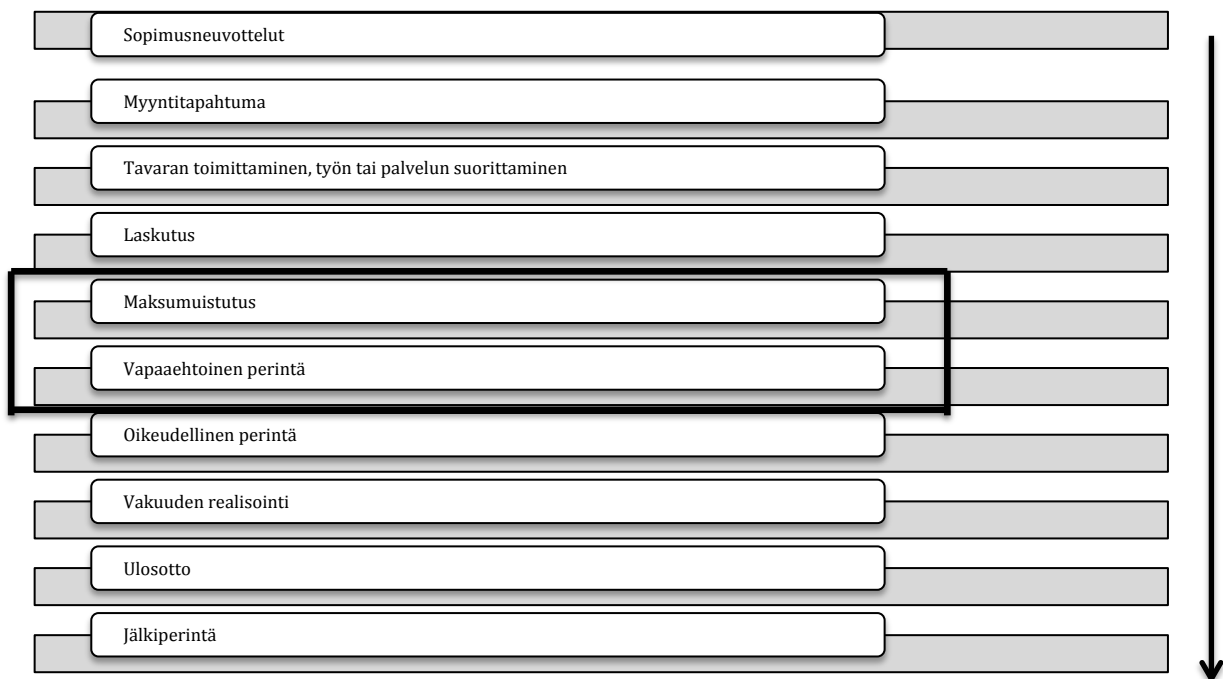 Sopimusneuvottelut
Myyntitapahtuma
Tavaran toimittaminen, työn tai palvelun suorittaminen
Laskutus
Maksumuistutus
Vapaaehtoinen perintä
Oikeudellinen perintä
Vakuuden realisointi
Ulosotto
Jälkiperintä